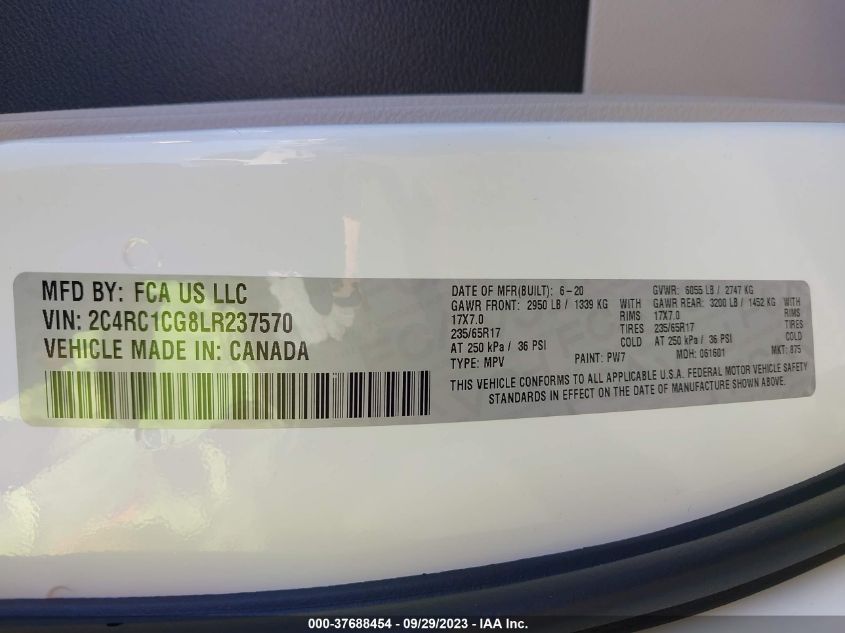 MFD BY: FCA US LLC
VIN: 2C4RC1CG8LR237570
VEHICLE MADE IN: CANADA
DATE OF MFR(BUILT): 6-20
GAWR FRONT: 2950 LB / 1339 KG WITH
17X7.0 RIMS
235/65R17 TIRES
AT 250 kPa / 36 PSI COLD
TYPE: MPV PAINT: PW7
GVWR: 6055 LB / 2747 KG
GAWR REAR: 3200 LB / 1452 KG WITH
17X7.0 RIMS
235/65R17 TIRES
AT 250 kPa / 36 PSI COLD
MDH: 061601 MKT: 875
THIS VEHICLE CONFORMS TO ALL APPLICABLE U.S.A. FEDERAL MOTOR VEHICLE SAFETY
STANDARDS IN EFFECT ON THE DATE OF MANUFACTURE SHOWN ABOVE.
000-37688454 - 09/29/2023 - IAA Inc.